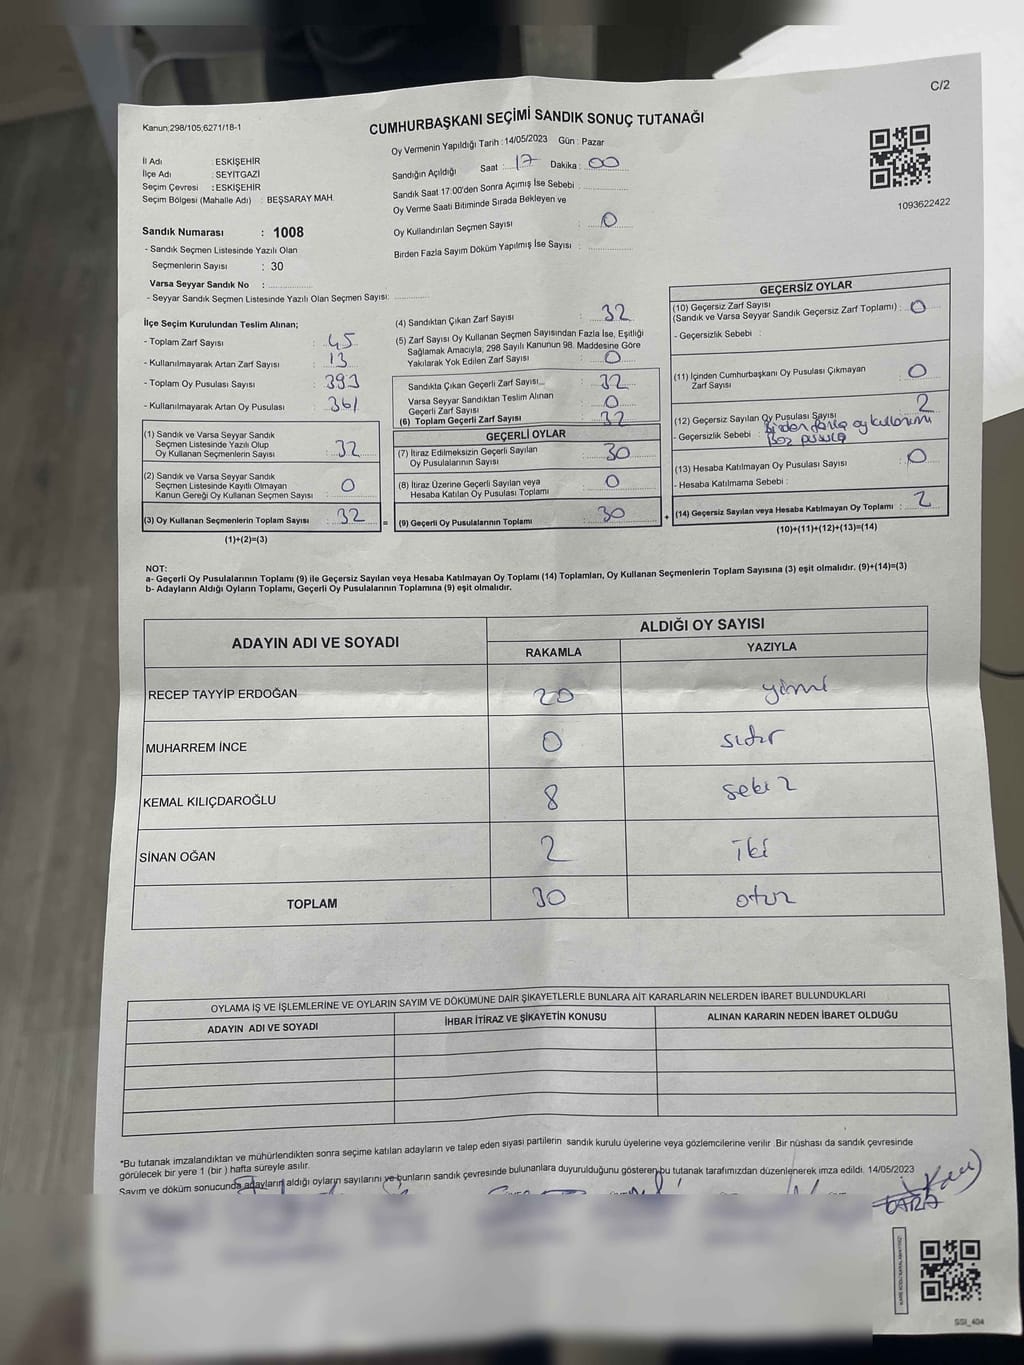 C/2
Kanun:298/105;6271/18-1
CUMHURBAŞKANI SEÇİMİ SANDIK SONUÇ TUTANAĞI
Oy Vermenin Yapıldığı Tarih : 14/05/2023 Gün : Pazar
İl Adı : ESKİŞEHİR
İlçe Adı : SEYİTGAZİ
Seçim Çevresi : ESKİŞEHİR
Seçim Bölgesi (Mahalle Adı) : BEŞSARAY MAH.
Sandığın Açıldığı Saat : 17 Dakika : 00
Sandık Saat 17:00'den Sonra Açımış İse Sebebi :
Oy Verme Saati Bitiminde Sırada Bekleyen ve
Oy Kullandırılan Seçmen Sayısı : 0
Birden Fazla Sayım Döküm Yapılmış İse Sayısı :
1093622422
Sandık Numarası : 1008
- Sandık Seçmen Listesinde Yazılı Olan
Seçmenlerin Sayısı : 30
Varsa Seyyar Sandık No :
- Seyyar Sandık Seçmen Listesinde Yazılı Olan Seçmen Sayısı:
İlçe Seçim Kurulundan Teslim Alınan;
- Toplam Zarf Sayısı : 45
- Kullanılmayarak Artan Zarf Sayısı : 13
- Toplam Oy Pusulası Sayısı : 393
- Kullanılmayarak Artan Oy Pusulası : 361
(1) Sandık ve Varsa Seyyar Sandık
Seçmen Listesinde Yazılı Olup
Oy Kullanan Seçmenlerin Sayısı : 32
(2) Sandık ve Varsa Seyyar Sandık
Seçmen Listesinde Kayıtlı Olmayan
Kanun Gereği Oy Kullanan Seçmen Sayısı : 0
(3) Oy Kullanan Seçmenlerin Toplam Sayısı : 32
(1)+(2)=(3)
(4) Sandıktan Çıkan Zarf Sayısı : 32
(5) Zarf Sayısı Oy Kullanan Seçmen Sayısından Fazla İse, Eşitliği
Sağlamak Amacıyla, 298 Sayılı Kanunun 98. Maddesine Göre
Yakılarak Yok Edilen Zarf Sayısı : 0
Sandıkta Çıkan Geçerli Zarf Sayısı : 32
Varsa Seyyar Sandıktan Teslim Alınan
Geçerli Zarf Sayısı : 0
(6) Toplam Geçerli Zarf Sayısı : 32
GEÇERLİ OYLAR
(7) İtiraz Edilmeksizin Geçerli Sayılan
Oy Pusulalarının Sayısı : 30
(8) İtiraz Üzerine Geçerli Sayılan veya
Hesaba Katılan Oy Pusulası Toplamı : 0
=
(9) Geçerli Oy Pusulalarının Toplamı : 30
+
GEÇERSİZ OYLAR
(10) Geçersiz Zarf Sayısı
(Sandık ve Varsa Seyyar Sandık Geçersiz Zarf Toplamı) : 0
- Geçersizlik Sebebi :
(11) İçinden Cumhurbaşkanı Oy Pusulası Çıkmayan
Zarf Sayısı : 0
(12) Geçersiz Sayılan Oy Pusulası Sayısı : 2
- Geçersizlik Sebebi : Birden fazla oy kullanımı
Boş pusula
(13) Hesaba Katılmayan Oy Pusulası Sayısı : 0
- Hesaba Katılmama Sebebi :
(14) Geçersiz Sayılan veya Hesaba Katılmayan Oy Toplamı : 2
(10)+(11)+(12)+(13)=(14)
NOT:
a- Geçerli Oy Pusulalarının Toplamı (9) ile Geçersiz Sayılan veya Hesaba Katılmayan Oy Toplamı (14) Toplamları, Oy Kullanan Seçmenlerin Toplam Sayısına (3) eşit olmalıdır. (9)+(14)=(3)
b- Adayların Aldığı Oyların Toplamı, Geçerli Oy Pusulalarının Toplamına (9) eşit olmalıdır.
ADAYIN ADI VE SOYADI ALDIĞI OY SAYISI
RAKAMLA YAZIYLA
RECEP TAYYİP ERDOĞAN 20 yirmi
MUHARREM İNCE 0 sıfır
KEMAL KILIÇDAROĞLU 8 sekiz
SİNAN OĞAN 2 iki
TOPLAM 30 otuz
OYLAMA İŞ VE İŞLEMLERİNE VE OYLARIN SAYIM VE DÖKÜMÜNE DAİR ŞİKAYETLERLE BUNLARA AİT KARARLARIN NELERDEN İBARET BULUNDUKLARI
ADAYIN ADI VE SOYADI İHBAR İTİRAZ VE ŞİKAYETİN KONUSU ALINAN KARARIN NEDEN İBARET OLDUĞU
*Bu tutanak imzalandıktan ve mühürlendikten sonra seçime katılan adayların ve talep eden siyasi partilerin sandık kurulu üyelerine veya gözlemcilerine verilir .Bir nüshası da sandık çevresinde
görülecek bir yere 1 (bir ) hafta süreyle asılır.
Sayım ve döküm sonucunda adayların aldığı oyların sayılarını ve bunların sandık çevresinde bulunanlara duyurulduğunu gösteren bu tutanak tarafımızdan düzenlenerek imza edildi. 14/05/2023
SSI_404